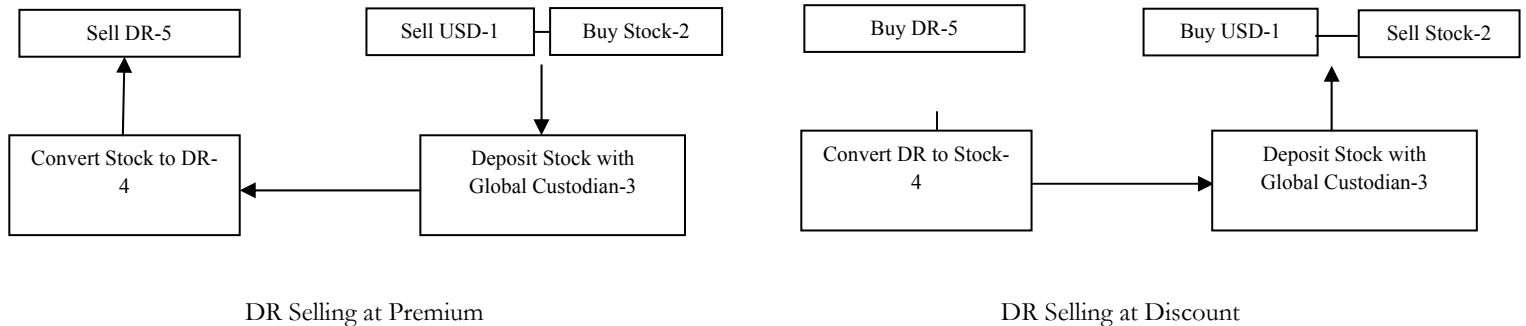 Sell DR-5
Sell USD-1
Buy Stock-2
Convert Stock to DR-
4
Deposit Stock with
Global Custodian-3
DR Selling at Premium
Buy DR-5
Buy USD-1
Sell Stock-2
Convert DR to Stock-
4
Deposit Stock with
Global Custodian-3
DR Selling at Discount